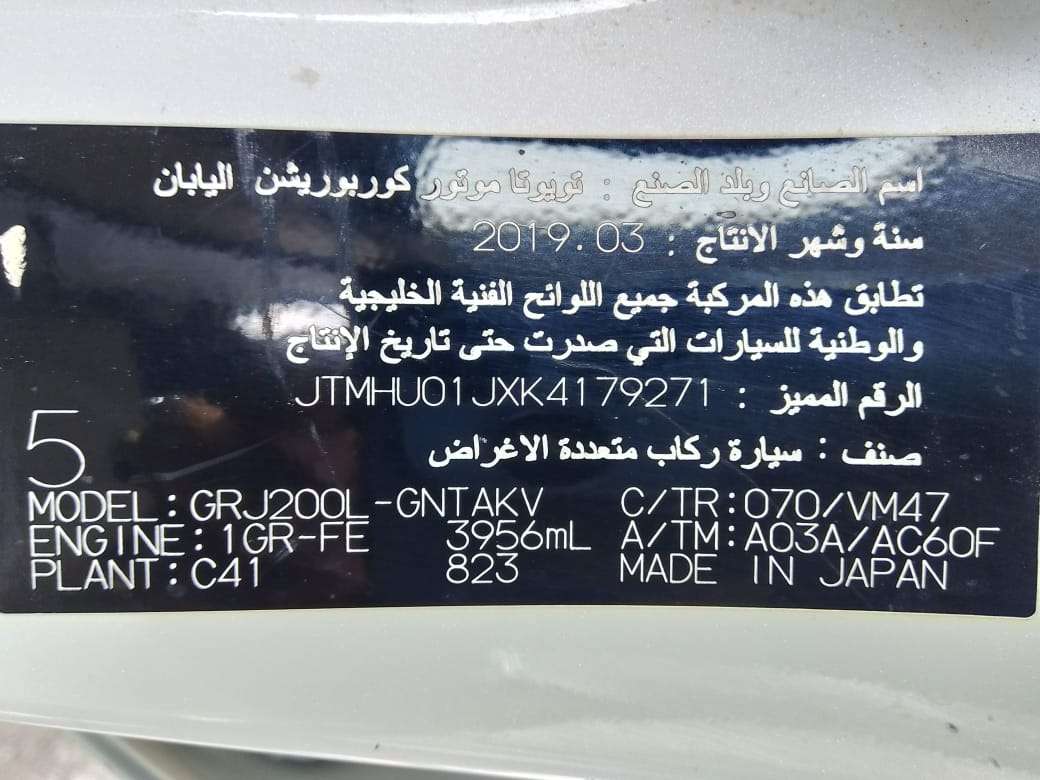 اسم الصانع وبلد الصنع : تويوتا موتور كوربوريشن اليابان
سنة وشهر الانتاج : 2019.03
تطابق هذه المركبة جميع اللوائح الفنية الخليجية
والوطنية للسيارات التي صدرت حتى تاريخ الإنتاج
الرقم المميز : JTMHU01JXK4179271
صنف : سيارة ركاب متعددة الاغراض
5
MODEL:GRJ200L-GNTAKV C/TR:070/VM47
ENGINE:1GR-FE 3956mL A/TM:A03A/AC60F
PLANT:C41 823 MADE IN JAPAN